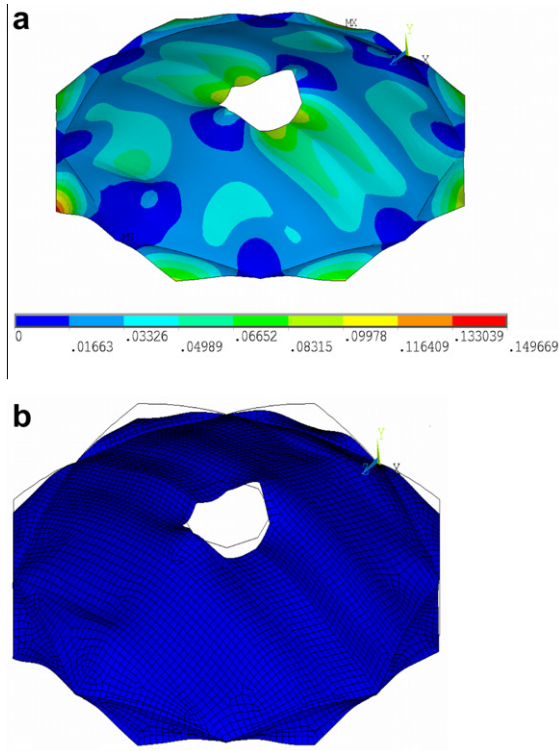 a
MX
Y
Z X
MN
0 .03326 .06652 .09978 .133039
.01663 .04989 .08315 .116409 .149669
b
Y
Z X